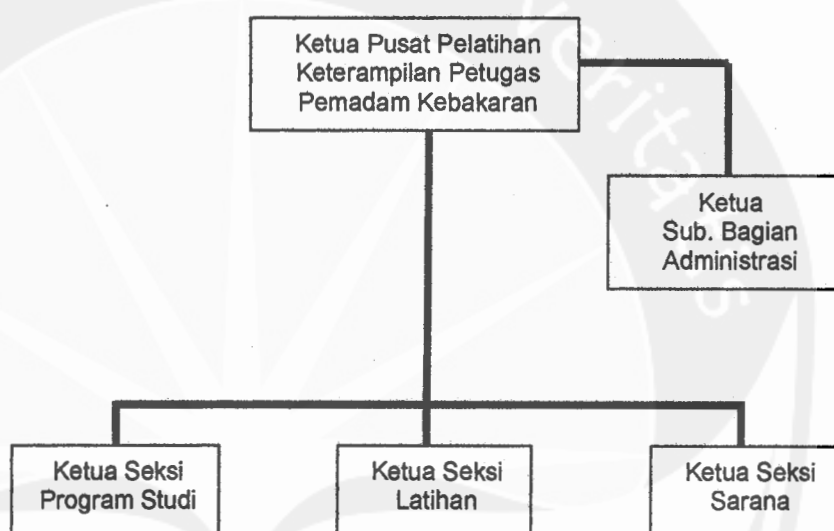 Ketua Pusat Pelatihan
Keterampilan Petugas
Pemadam Kebakaran
Ketua
Sub. Bagian
Administrasi
Ketua Seksi
Program Studi
Ketua Seksi
Latihan
Ketua Seksi
Sarana
veritatis